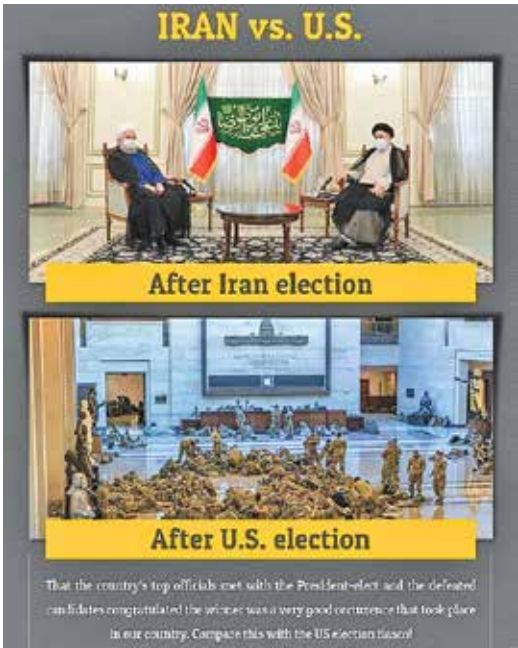 IRAN vs. U.S.
After Iran election
After U.S. election
That the country's top officials met with the President-elect and the defeated
candidates congratulated the winner was a very good occurrence that took place
in our country. Compare this with the US election fiasco!